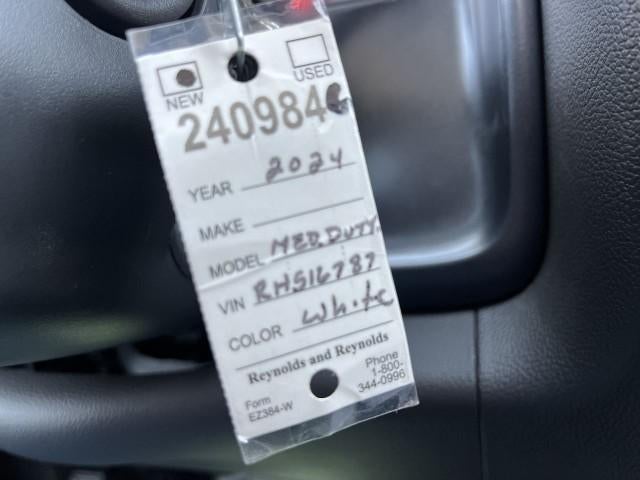 NEW USED
240984
YEAR 2024
MAKE
MODEL MED. DUTY.
VIN RHS16787
COLOR White
Reynolds and Reynolds
Form
EZ384-W
Phone
1-800-
344-0996